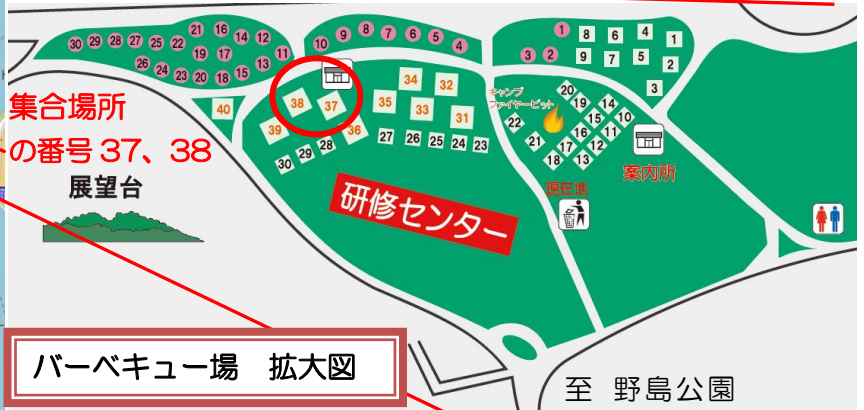 30 29 28 27 25 22 21 16 14 12
26 24 23 20 19 17 18 15 13 11
10 9 8 7 6 5 4
1
3 2
8 6 4 1
9 7 5 2
3
40
39 38 37 36
35 34 33 32 31
30 29 28 27 26 25 24 23
キャンプ
ファイヤーピット
20 19 14
15 10
22 16 11
21 17 12
18 13
集合場所
の番号 37、38
展望台
研修センター
現在地
案内所
バーベキュー場 拡大図
至 野島公園